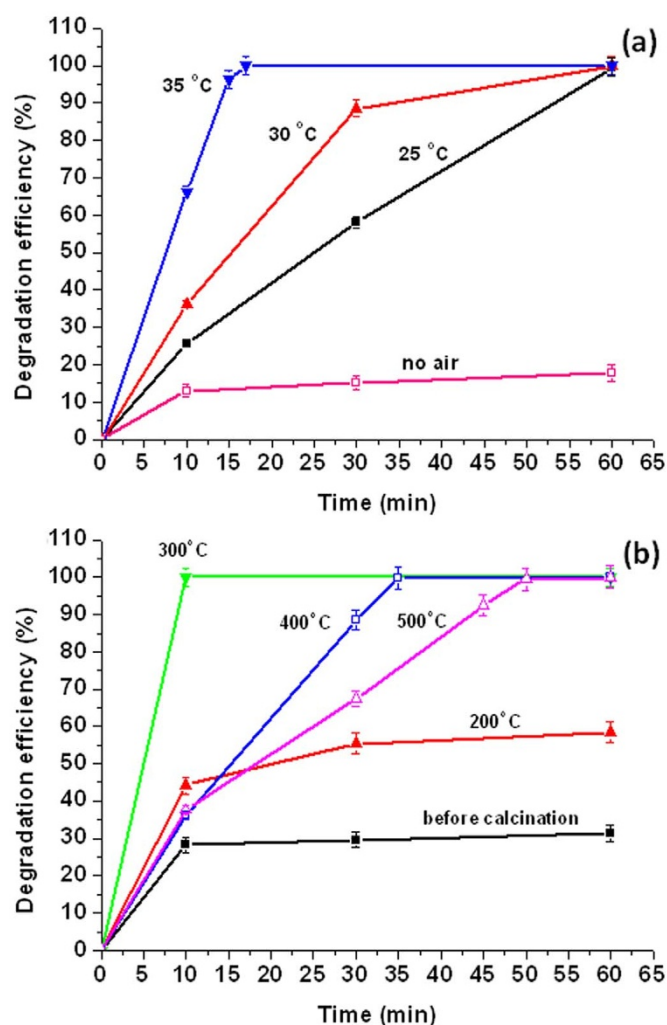 (a)
110
100
90
80
70
60
50
40
30
20
10
0
Degradation efficiency (%)
35 °C
30 °C
25 °C
no air
0 5 10 15 20 25 30 35 40 45 50 55 60 65
Time (min)
(b)
110
100
90
80
70
60
50
40
30
20
10
0
Degradation efficiency (%)
300°C
400°C
500°C
200°C
before calcination
0 5 10 15 20 25 30 35 40 45 50 55 60 65
Time (min)